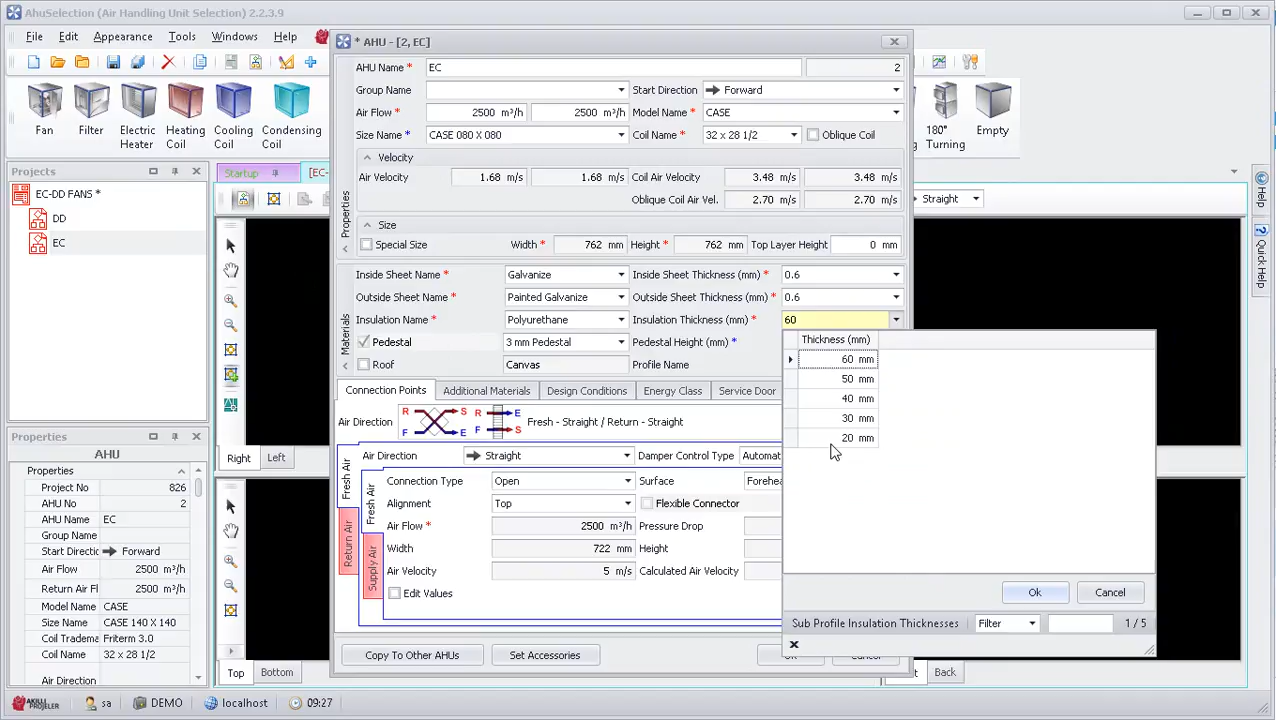 AhuSelection (Air Handling Unit Selection) 2.2.3.9
File Edit Appearance Tools Window Help
Fan
Filter
Electric
Heater
Heating
Coil
Cooling
Coil
Condensing
Coil
180°
Turning
Empty
Projects
EC-DD FANS *
DD
EC
Startup
[EC-
Straight
Help
Quick Help
Right Left
Top Bottom
Back
Properties
AHU
Properties
Project No 826
AHU No 2
AHU Name EC
Group Name
Start Directic Forward
Air Flow 2500 m³/h
Return Air Fl 2500 m³/h
Model Name CASE
Size Name CASE 140 X 140
Coil Tradema Friterm 3.0
Coil Name 32 x 28 1/2
Air Direction
* AHU - [2, EC]
AHU Name * EC 2
Group Name Start Direction Forward
Air Flow * 2500 m³/h 2500 m³/h Model Name * CASE
Size Name * CASE 080 X 080 Coil Name * 32 x 28 1/2 Oblique Coil
Properties
Velocity
Air Velocity 1.68 m/s 1.68 m/s Coil Air Velocity 3.48 m/s 3.48 m/s
Oblique Coil Air Vel. 2.70 m/s 2.70 m/s
Size
Special Size Width * 762 mm Height * 762 mm Top Layer Height 0 mm
Materials
Inside Sheet Name * Galvanize Inside Sheet Thickness (mm) * 0.6
Outside Sheet Name * Painted Galvanize Outside Sheet Thickness (mm) * 0.6
Insulation Name * Polyurethane Insulation Thickness (mm) * 60
Pedestal 3 mm Pedestal Pedestal Height (mm) *
Roof Canvas Profile Name
Connection Points Additional Materials Design Conditions Energy Class Service Door
Air Direction R F S E R F E S Fresh - Straight / Return - Straight
Fresh Air
Return Air
Air Direction Straight Damper Control Type Automat
Fresh Air
Supply Air
Connection Type Open Surface Forehea
Alignment Top Flexible Connector
Air Flow * 2500 m³/h Pressure Drop
Width 722 mm Height
Air Velocity 5 m/s Calculated Air Velocity
Edit Values
Copy To Other AHU Set Accessories
Thickness (mm)
60 mm
50 mm
40 mm
30 mm
20 mm
Ok Cancel
Sub Profile Insulation Thicknesses Filter 1 / 5
AKILLI
PROJELER
sa DEMO localhost 09:27